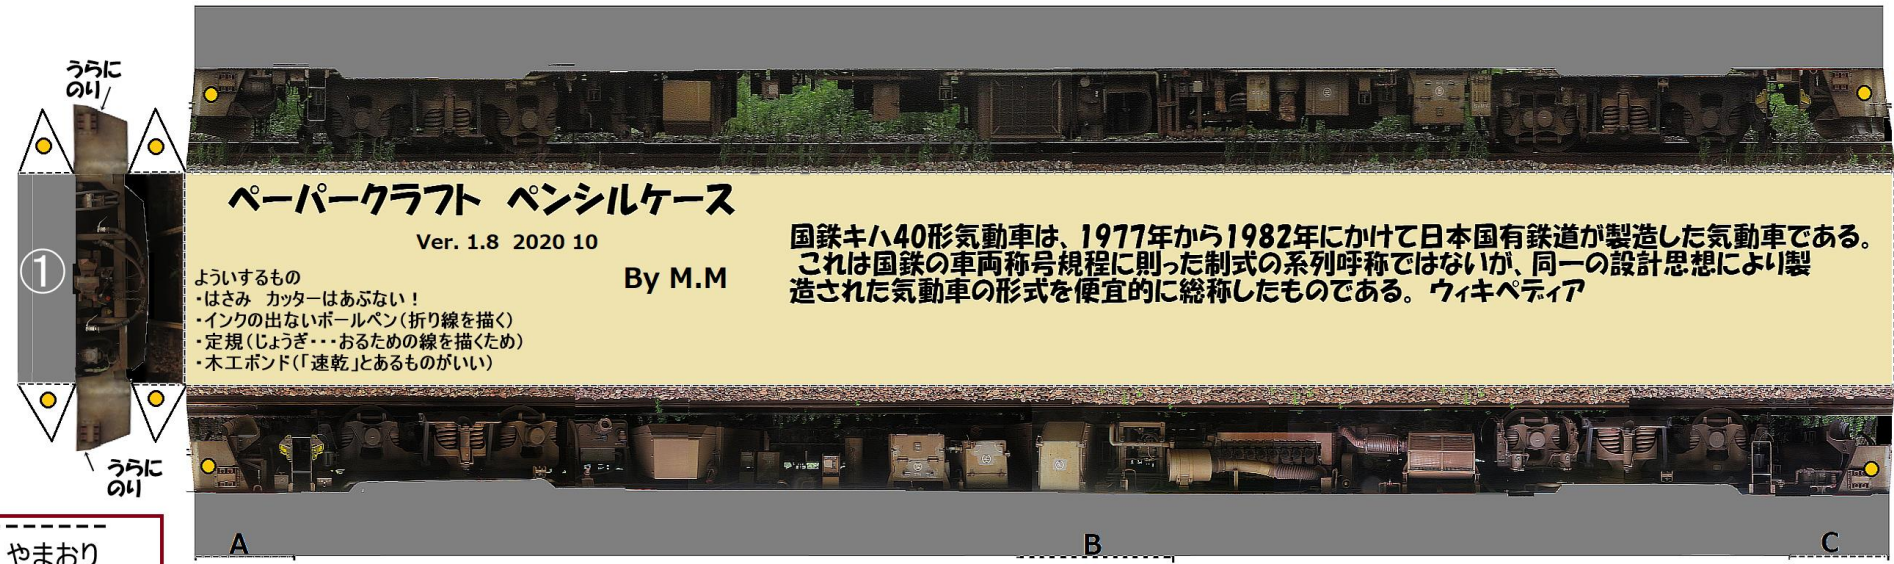 うらに
のり
ペーパークラフト ペンシルケース
Ver. 1.8 2020 10
By M.M
よういするもの
・はさみ カッターはあぶない！
・インクの出ないボールペン（折り線を描く）
・定規（じょうぎ・・・おるための線を描くため）
・木工ボンド（「速乾」とあるものがいい）
国鉄キハ40形気動車は、1977年から1982年にかけて日本国有鉄道が製造した気動車である。
これは国鉄の車両称号規程に則った制式の系列呼称ではないが、同一の設計思想により製
造された気動車の形式を便宜的に総称したものである。ウィキペディア
①
うらに
のり
やまおり
A
B
C